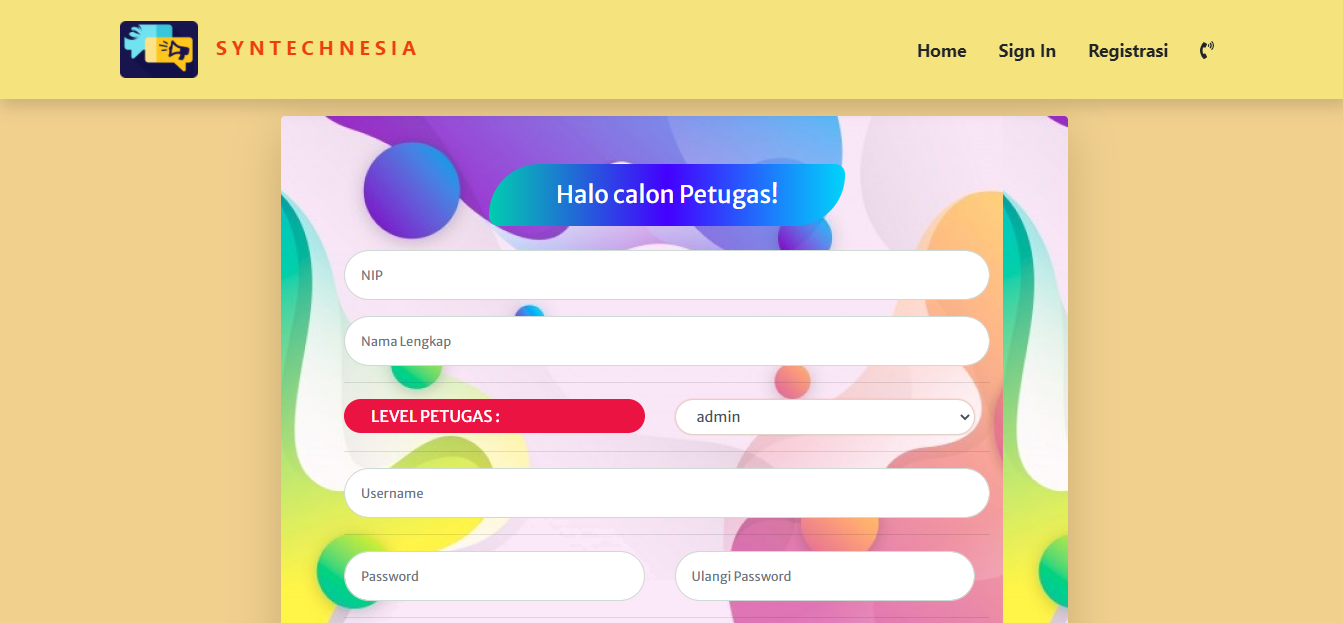 SYNTECHNESIA
Home Sign In Registrasi
Halo calon Petugas!
NIP
Nama Lengkap
LEVEL PETUGAS : admin
Username
Password Ulangi Password